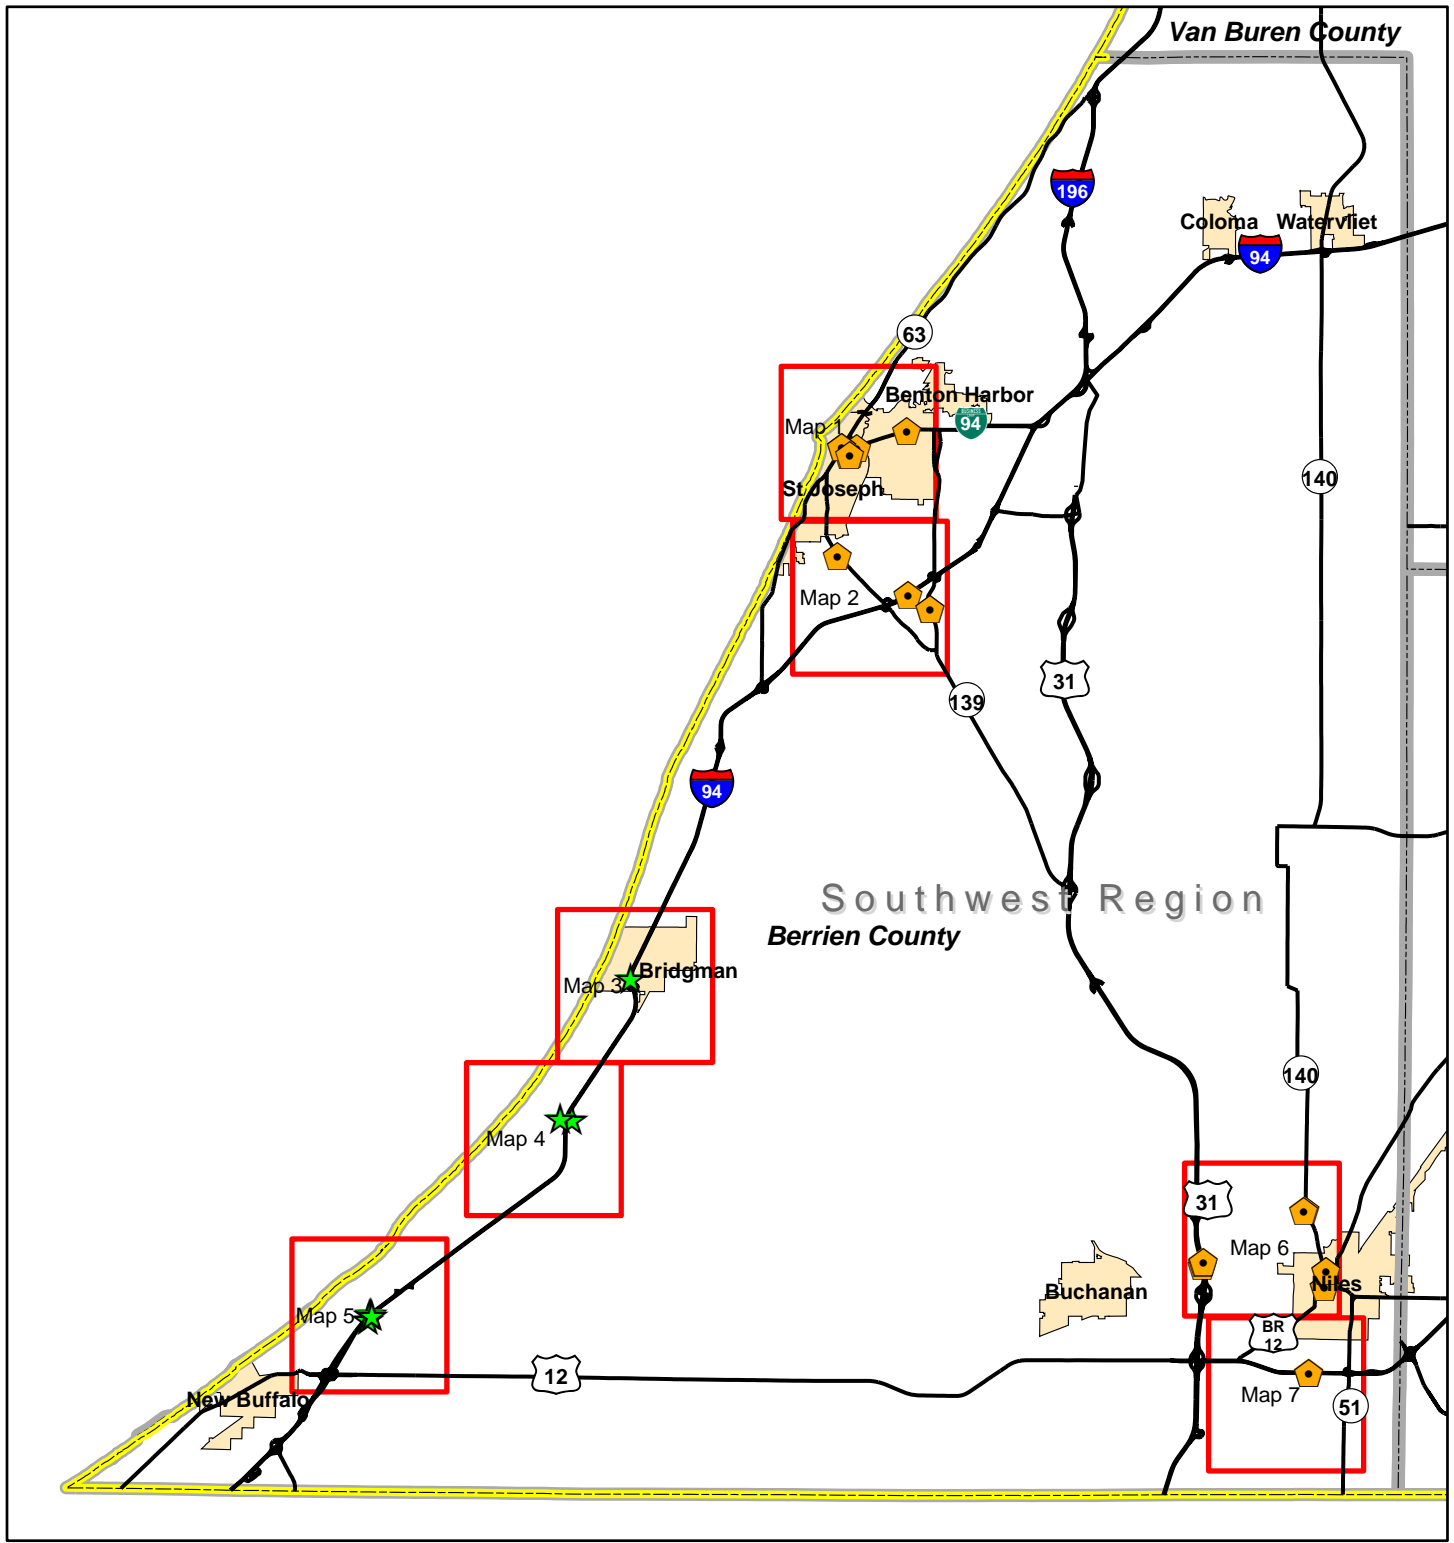 Van Buren County
196
Coloma
Watervliet
94
63
Benton Harbor
BUSINESS
94
Map 1
St Joseph
140
Map 2
31
139
94
Southwest Region
Berrien County
Bridgman
Map 3
140
Map 4
31
Map 6
Niles
Buchanan
Map 5
BR
12
12
Map 7
New Buffalo
51